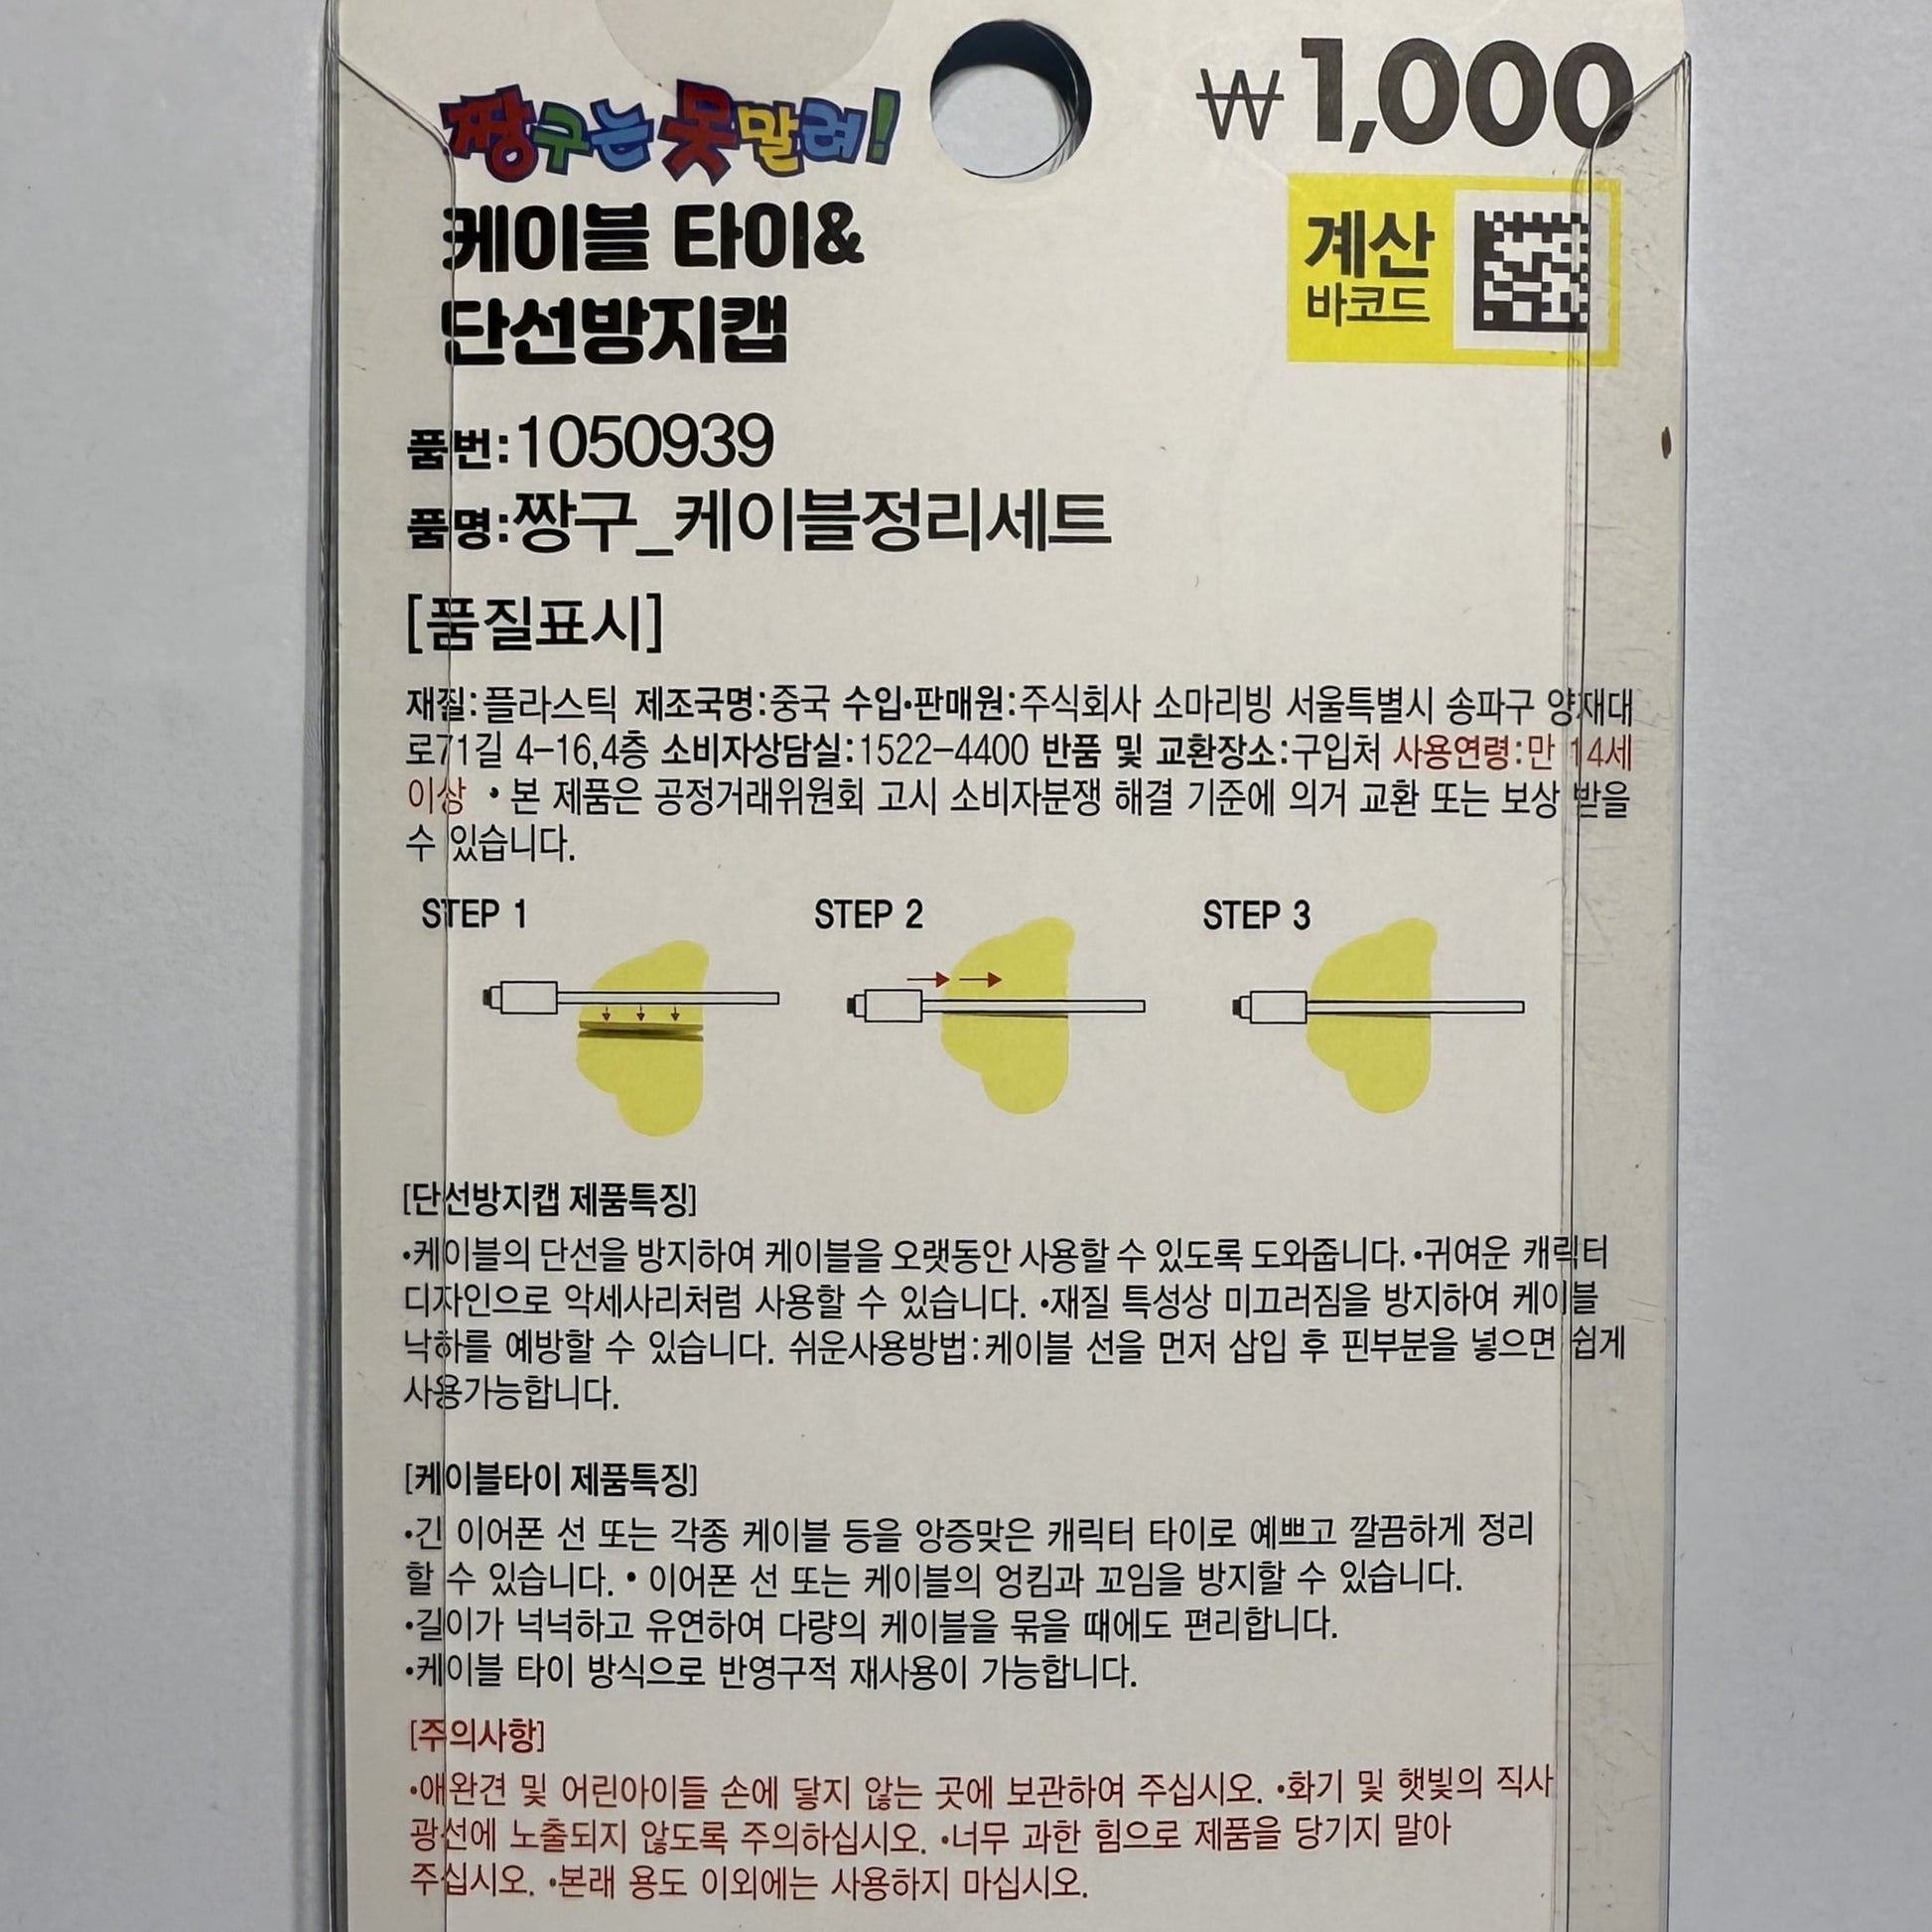 짱구는 못말려!
₩1,000
케이블 타이&
단선방지캡
계산
바코드
품번:1050939
품명:짱구_케이블정리세트
[품질표시]
재질:플라스틱 제조국명:중국 수입·판매원:주식회사 소마리빙 서울특별시 송파구 양재대
로71길 4-16,4층 소비자상담실:1522-4400 반품 및 교환장소:구입처 사용연령:만 14세
이상 • 본 제품은 공정거래위원회 고시 소비자분쟁 해결 기준에 의거 교환 또는 보상 받을
수 있습니다.
STEP 1
STEP 2
STEP 3
[단선방지캡 제품특징]
•케이블의 단선을 방지하여 케이블을 오랫동안 사용할 수 있도록 도와줍니다. •귀여운 캐릭터
디자인으로 악세사리처럼 사용할 수 있습니다. •재질 특성상 미끄러짐을 방지하여 케이블
낙하를 예방할 수 있습니다. 쉬운사용방법:케이블 선을 먼저 삽입 후 핀부분을 넣으면 쉽게
사용가능합니다.
[케이블타이 제품특징]
•긴 이어폰 선 또는 각종 케이블 등을 앙증맞은 캐릭터 타이로 예쁘고 깔끔하게 정리
할 수 있습니다. • 이어폰 선 또는 케이블의 엉킴과 꼬임을 방지할 수 있습니다.
•길이가 넉넉하고 유연하여 다량의 케이블을 묶을 때에도 편리합니다.
•케이블 타이 방식으로 반영구적 재사용이 가능합니다.
[주의사항]
•애완견 및 어린아이들 손에 닿지 않는 곳에 보관하여 주십시오. •화기 및 햇빛의 직사
광선에 노출되지 않도록 주의하십시오. •너무 과한 힘으로 제품을 당기지 말아
주십시오. •본래 용도 이외에는 사용하지 마십시오.